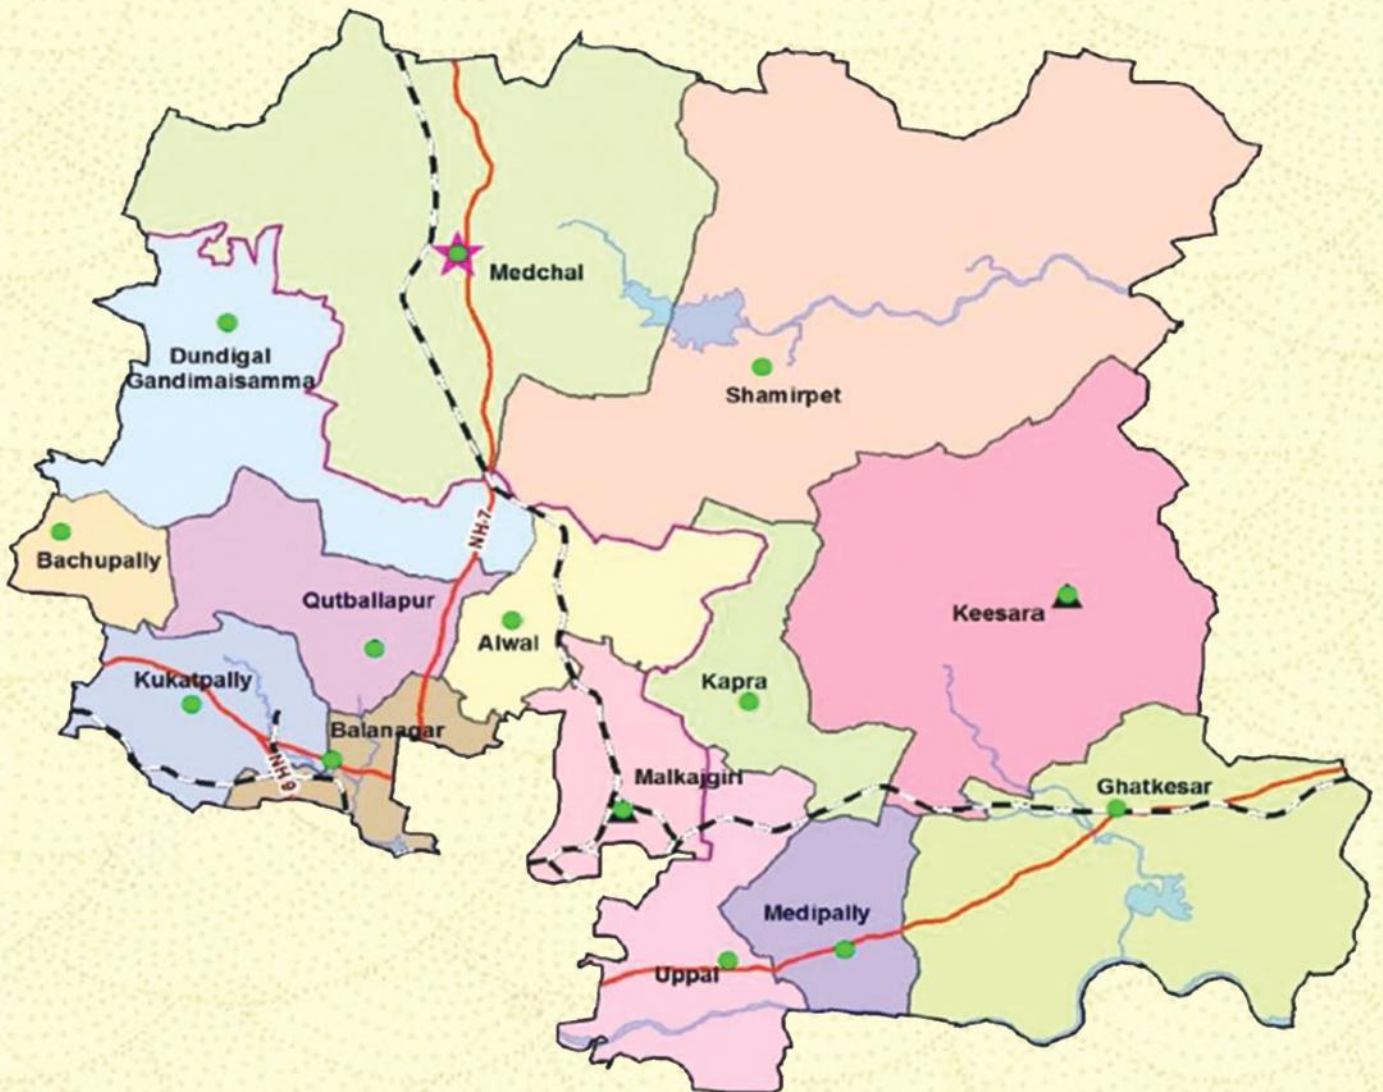 Medchal
Dundigal
Gandimaisamma
Shamirpet
NH-7
Bachupally
Qutballapur
Alwal
Keesara
Kukatpally
Kapra
Balanagar
NH-9
Malkajgiri
Ghatkesar
Medipally
Uppal